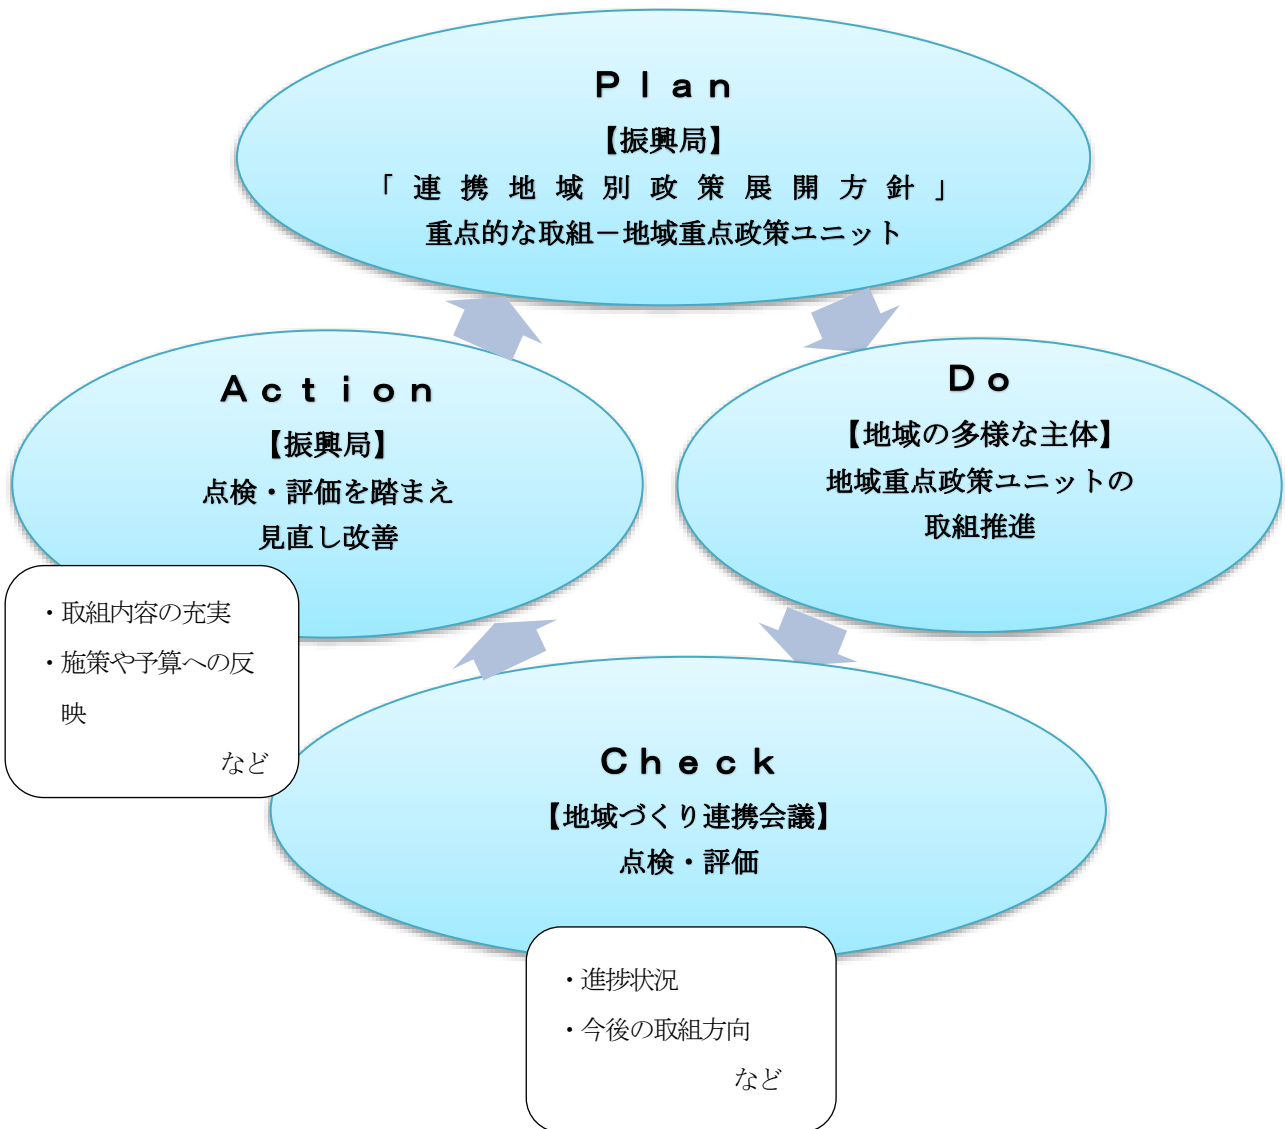 Ｐｌａｎ
【振興局】
「連携地域別政策展開方針」
重点的な取組－地域重点政策ユニット
Ａｃｔｉｏｎ
【振興局】
点検・評価を踏まえ
見直し改善
・取組内容の充実
・施策や予算への反
映
など
Ｄｏ
【地域の多様な主体】
地域重点政策ユニットの
取組推進
Ｃｈｅｃｋ
【地域づくり連携会議】
点検・評価
・進捗状況
・今後の取組方向
など